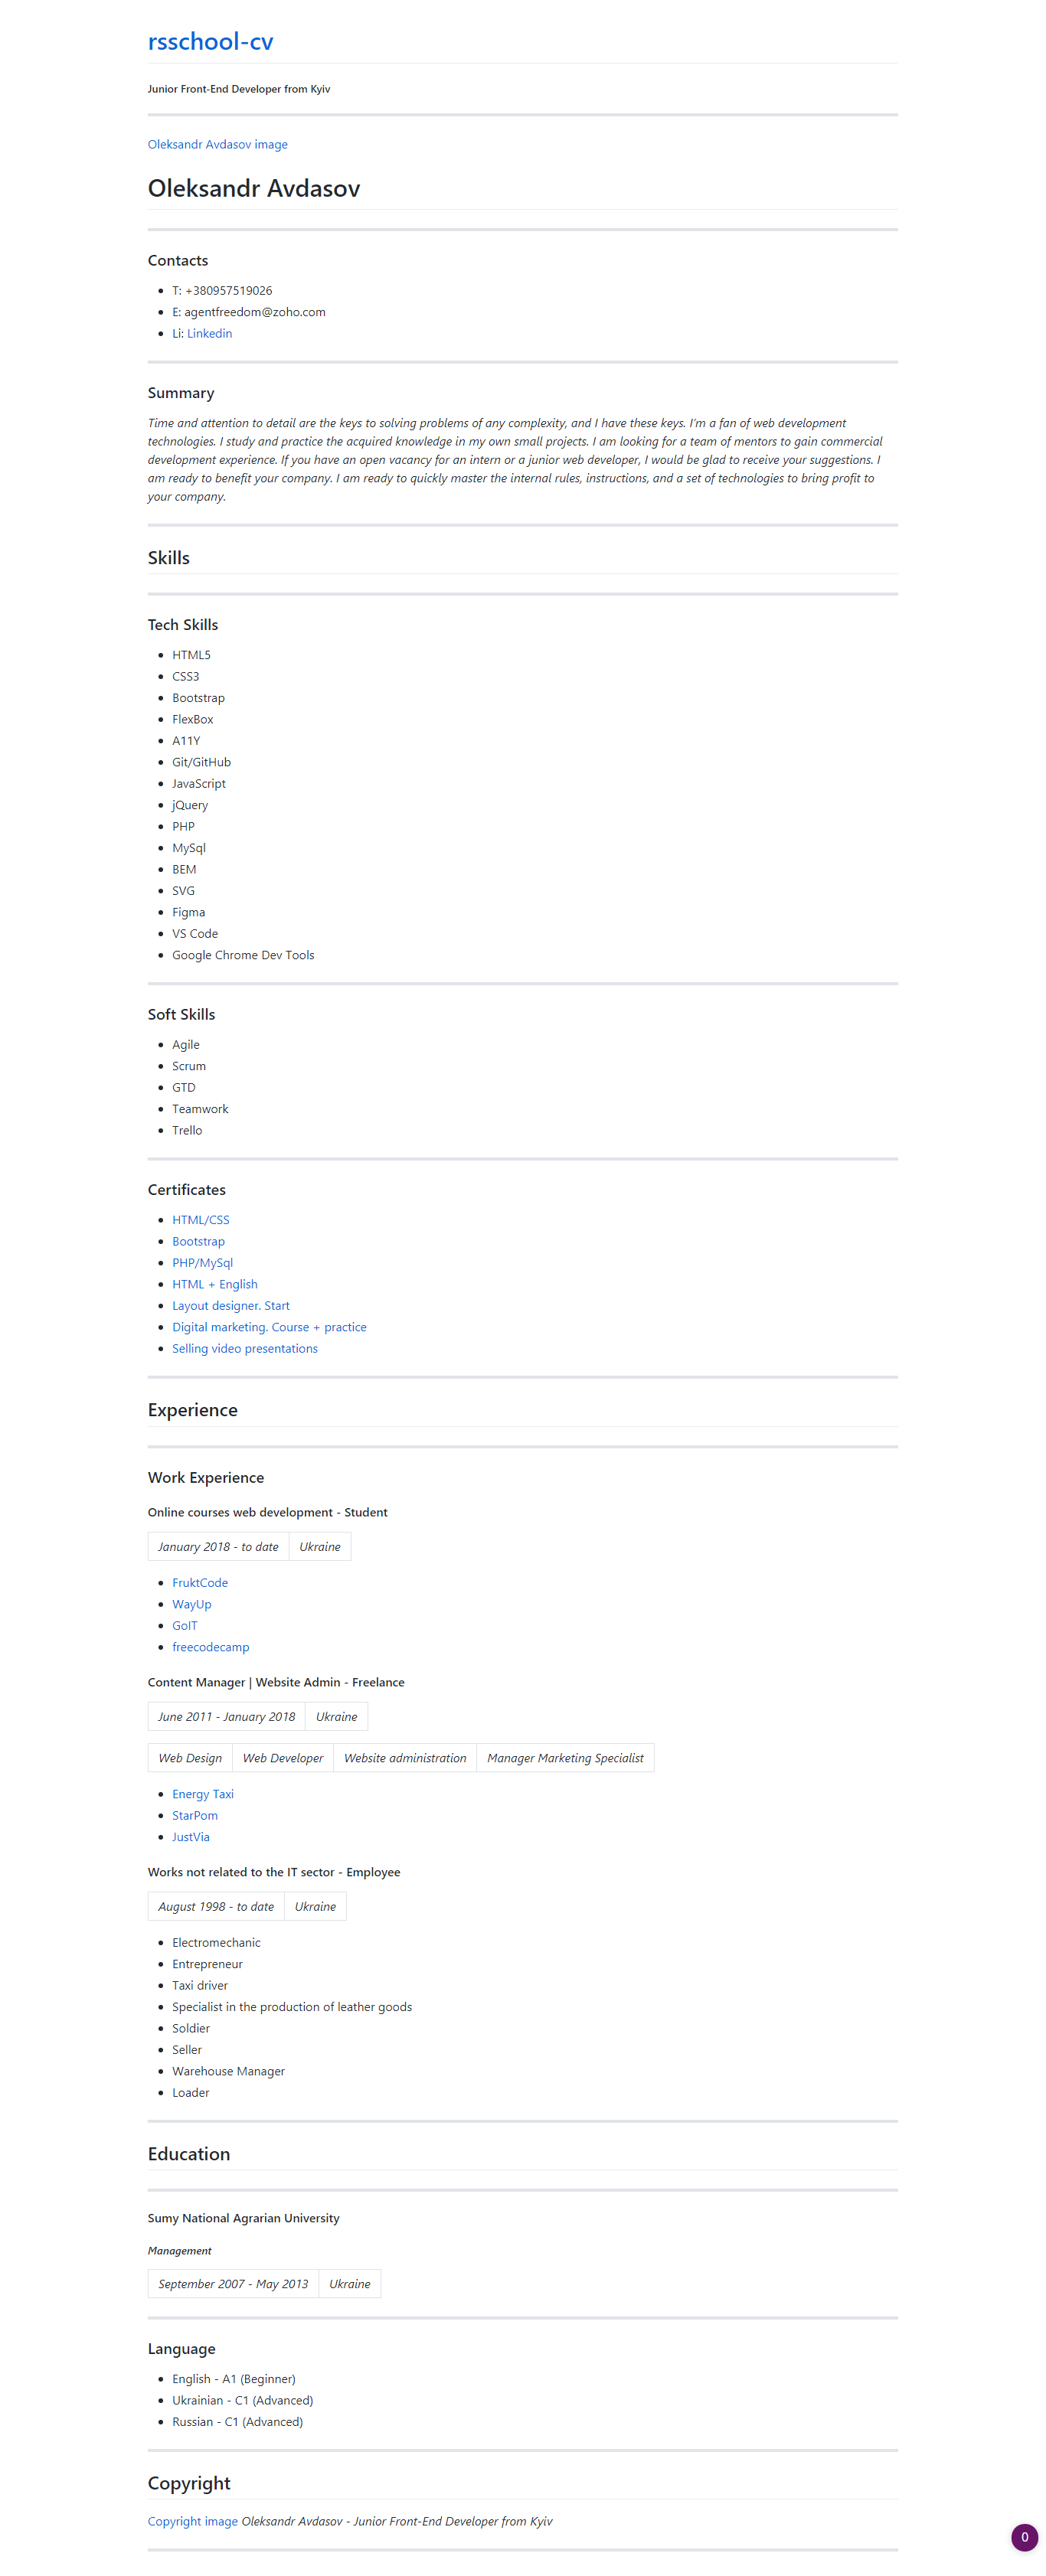 rsschool-cv
Junior Front-End Developer from Kyiv
Oleksandr Avdasov image
Oleksandr Avdasov
Contacts
T: +380957519026
E: agentfreedom@zoho.com
Li: Linkedin
Summary
Time and attention to detail are the keys to solving problems of any complexity, and I have these keys. I'm a fan of web development
technologies. I study and practice the acquired knowledge in my own small projects. I am looking for a team of mentors to gain commercial
development experience. If you have an open vacancy for an intern or a junior web developer, I would be glad to receive your suggestions. I
am ready to benefit your company. I am ready to quickly master the internal rules, instructions, and a set of technologies to bring profit to
your company.
Skills
Tech Skills
HTML5
CSS3
Bootstrap
FlexBox
A11Y
Git/GitHub
JavaScript
jQuery
PHP
MySql
BEM
SVG
Figma
VS Code
Google Chrome Dev Tools
Soft Skills
Agile
Scrum
GTD
Teamwork
Trello
Certificates
HTML/CSS
Bootstrap
PHP/MySql
HTML + English
Layout designer. Start
Digital marketing. Course + practice
Selling video presentations
Experience
Work Experience
Online courses web development - Student
January 2018 - to date Ukraine
FruktCode
WayUp
GoIT
freecodecamp
Content Manager | Website Admin - Freelance
June 2011 - January 2018 Ukraine
Web Design Web Developer Website administration Manager Marketing Specialist
Energy Taxi
StarPom
JustVia
Works not related to the IT sector - Employee
August 1998 - to date Ukraine
Electromechanic
Entrepreneur
Taxi driver
Specialist in the production of leather goods
Soldier
Seller
Warehouse Manager
Loader
Education
Sumy National Agrarian University
Management
September 2007 - May 2013 Ukraine
Language
English - A1 (Beginner)
Ukrainian - C1 (Advanced)
Russian - C1 (Advanced)
Copyright
Copyright image Oleksandr Avdasov - Junior Front-End Developer from Kyiv
0